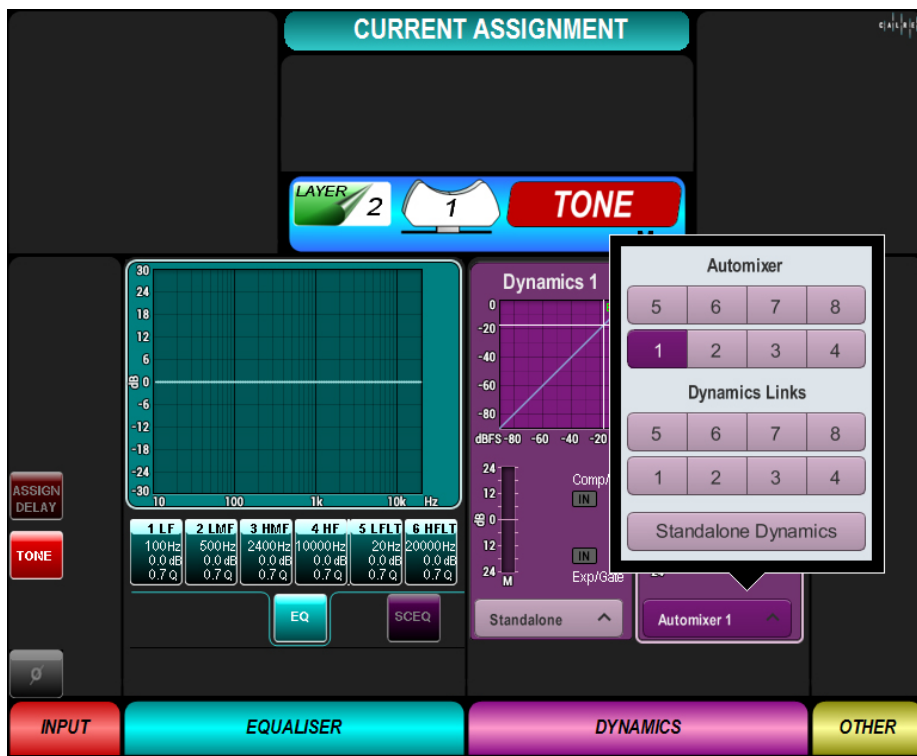 CURRENT ASSIGNMENT
CALRE
LAYER 2
1
TONE
30
24
18
12
6
dB 0
-6
-12
-18
-24
-30
10 100 1k 10k Hz
Dynamics 1
0
-20
-40
-60
-80
dBFS -80 -60 -40 -20
24
12
dB 0
12
24
M
Comp/
IN
IN
Exp/Gate
Automixer
5 6 7 8
1 2 3 4
Dynamics Links
5 6 7 8
1 2 3 4
Standalone Dynamics
24
ASSIGN
DELAY
TONE
Ø
1 LF 2 LMF 3 HMF 4 HF 5 LFLT 6 HFLT
100Hz 500Hz 2400Hz 10000Hz 20Hz 20000Hz
0.0 dB 0.0 dB 0.0 dB 0.0 dB 0.0 dB 0.0 dB
0.7 Q 0.7 Q 0.7 Q 0.7 Q 0.7 Q 0.7 Q
EQ
SCEQ
Standalone
Automixer 1
INPUT
EQUALISER
DYNAMICS
OTHER